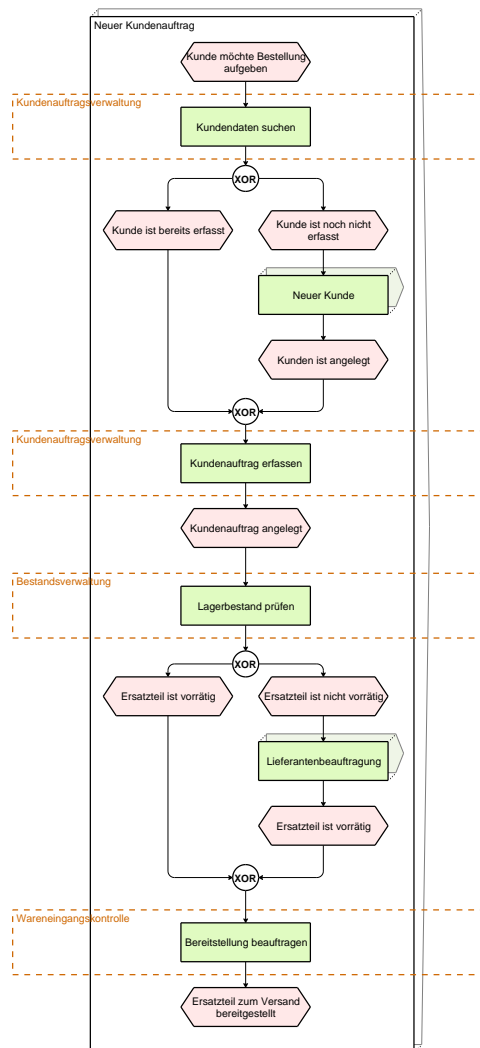 Neuer Kundenauftrag
Kunde möchte Bestellung
aufgeben
Kundenauftragsverwaltung
Kundendaten suchen
XOR
Kunde ist bereits erfasst
Kunde ist noch nicht
erfasst
Neuer Kunde
Kunden ist angelegt
XOR
Kundenauftragsverwaltung
Kundenauftrag erfassen
Kundenauftrag angelegt
Bestandsverwaltung
Lagerbestand prüfen
XOR
Ersatzteil ist vorrätig
Ersatzteil ist nicht vorrätig
Lieferantenbeauftragung
Ersatzteil ist vorrätig
XOR
Wareneingangskontrolle
Bereitstellung beauftragen
Ersatzteil zum Versand
bereitgestellt